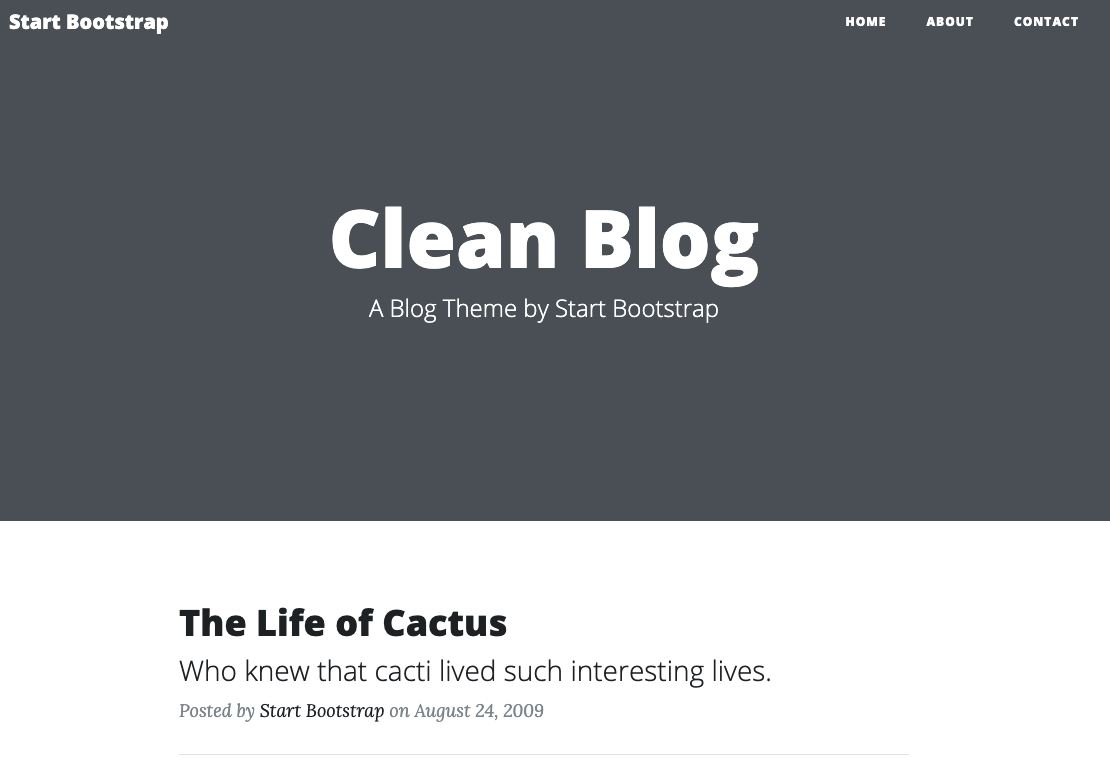 Start Bootstrap
HOME ABOUT CONTACT
Clean Blog
A Blog Theme by Start Bootstrap
The Life of Cactus
Who knew that cacti lived such interesting lives.
Posted by Start Bootstrap on August 24, 2009